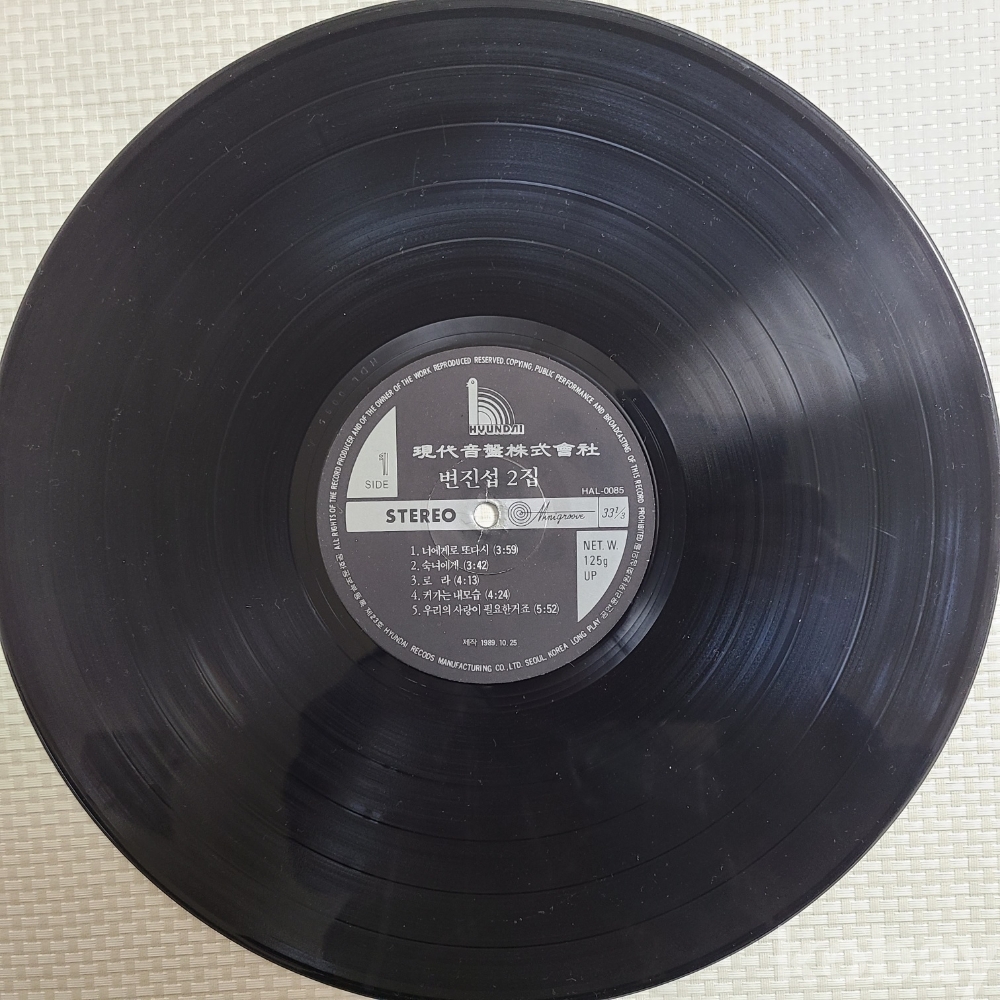 ALL RIGHTS OF THE RECORD PRODUCER AND OF THE OWNER OF THE WORK REPRODUCED RESERVED. COPYING, PUBLIC PERFORMANCE AND BROADCASTING OF THIS RECORD PROHIBITED
HYUNDAI
現代音盤株式會社
변진섭 2집
SIDE 1
HAL-0085
STEREO
Minigroove
33⅓
NET. W.
125g
UP
1. 너에게로 또다시 (3:59)
2. 숙녀에게 (3:42)
3. 로 라 (4:13)
4. 커가는 내모습 (4:24)
5. 우리의 사랑이 필요한거죠 (5:52)
제작 1989. 10. 25
HYUNDAI RECODS MANUFACTURING CO., LTD. SEOUL, KOREA LONG PLAY